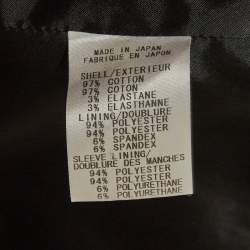 MADE IN JAPAN
FABRIQUE EN JAPON
SHELL/EXTERIEUR
97% COTTON
97% COTON
3% ELASTANE
3% ELASTHANNE
LINING/DOUBLURE
94% POLYESTER
94% POLYESTER
6% SPANDEX
6% SPANDEX
SLEEVE LINING/
DOUBLURE DES MANCHES
94% POLYESTER
94% POLYESTER
6% POLYURETHANE
6% POLYURETHANE